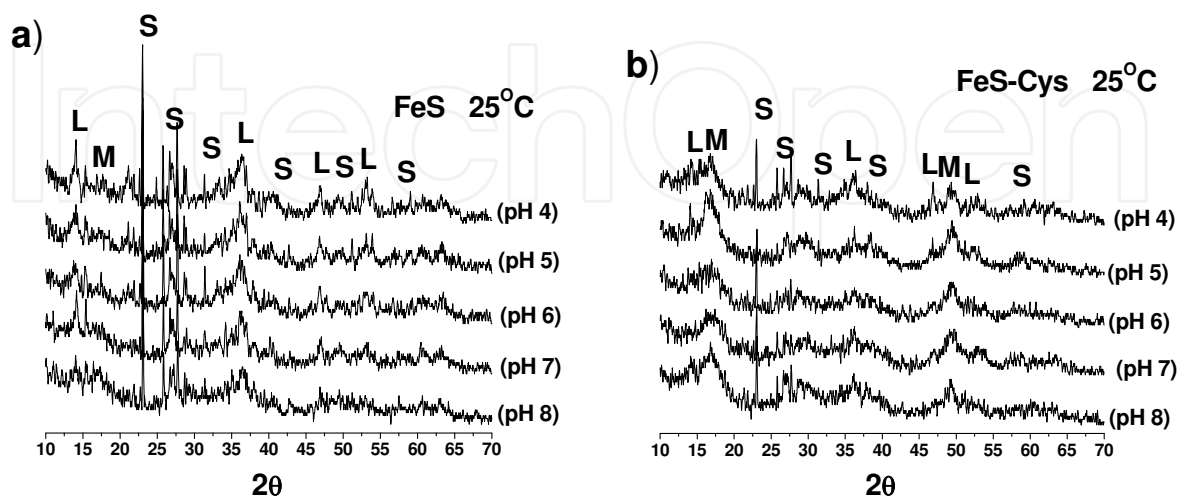 IntechOpen
a)
FeS 25°C
S
L
M
S
S
L
S
L
S
L
S
(pH 4)
(pH 5)
(pH 6)
(pH 7)
(pH 8)
10 15 20 25 30 35 40 45 50 55 60 65 70
2θ
b)
FeS-Cys 25°C
S
L M
S
S
L
S
L M L
S
(pH 4)
(pH 5)
(pH 6)
(pH 7)
(pH 8)
10 15 20 25 30 35 40 45 50 55 60 65 70
2θ